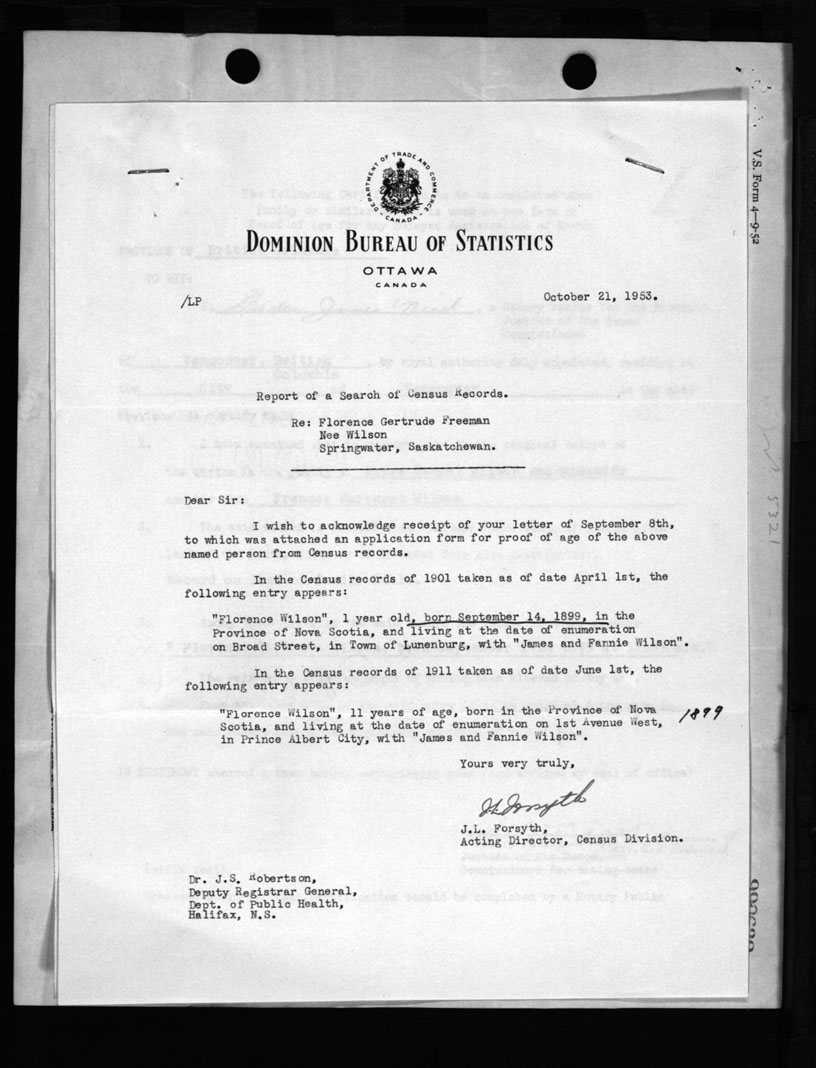 DEPARTMENT OF TRADE AND COMMERCE
CANADA
DOMINION BUREAU OF STATISTICS
OTTAWA
CANADA
/LP
October 21, 1953.
Report of a Search of Census Records.
Re: Florence Gertrude Freeman
Nee Wilson
Springwater, Saskatchewan.
Dear Sir:
I wish to acknowledge receipt of your letter of September 8th,
to which was attached an application form for proof of age of the above
named person from Census records.
In the Census records of 1901 taken as of date April 1st, the
following entry appears:
"Florence Wilson", 1 year old, born September 14, 1899, in the
Province of Nova Scotia, and living at the date of enumeration
on Broad Street, in Town of Lunenburg, with "James and Fannie Wilson".
In the Census records of 1911 taken as of date June 1st, the
following entry appears:
"Florence Wilson", 11 years of age, born in the Province of Nova
Scotia, and living at the date of enumeration on 1st Avenue West,
in Prince Albert City, with "James and Fannie Wilson".
1899
Yours very truly,
J.L. Forsyth
J.L. Forsyth,
Acting Director, Census Division.
Dr. J.S. Robertson,
Deputy Registrar General,
Dept. of Public Health,
Halifax, N.S.
V.S. Form 4—9-52